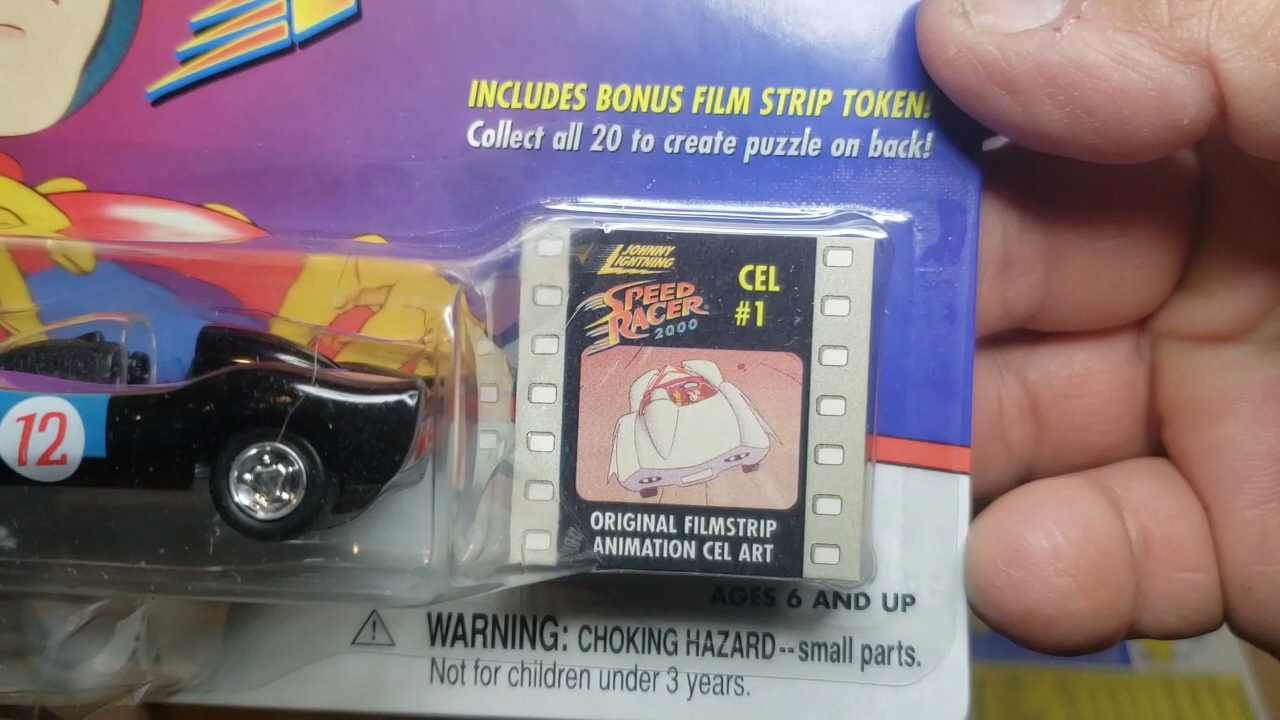 INCLUDES BONUS FILM STRIP TOKEN!
Collect all 20 to create puzzle on back!
JOHNNY
LIGHTNING
SPEED
RACER
2000
CEL
#1
12
ORIGINAL FILMSTRIP
ANIMATION CEL ART
AGES 6 AND UP
WARNING: CHOKING HAZARD--small parts.
Not for children under 3 years.